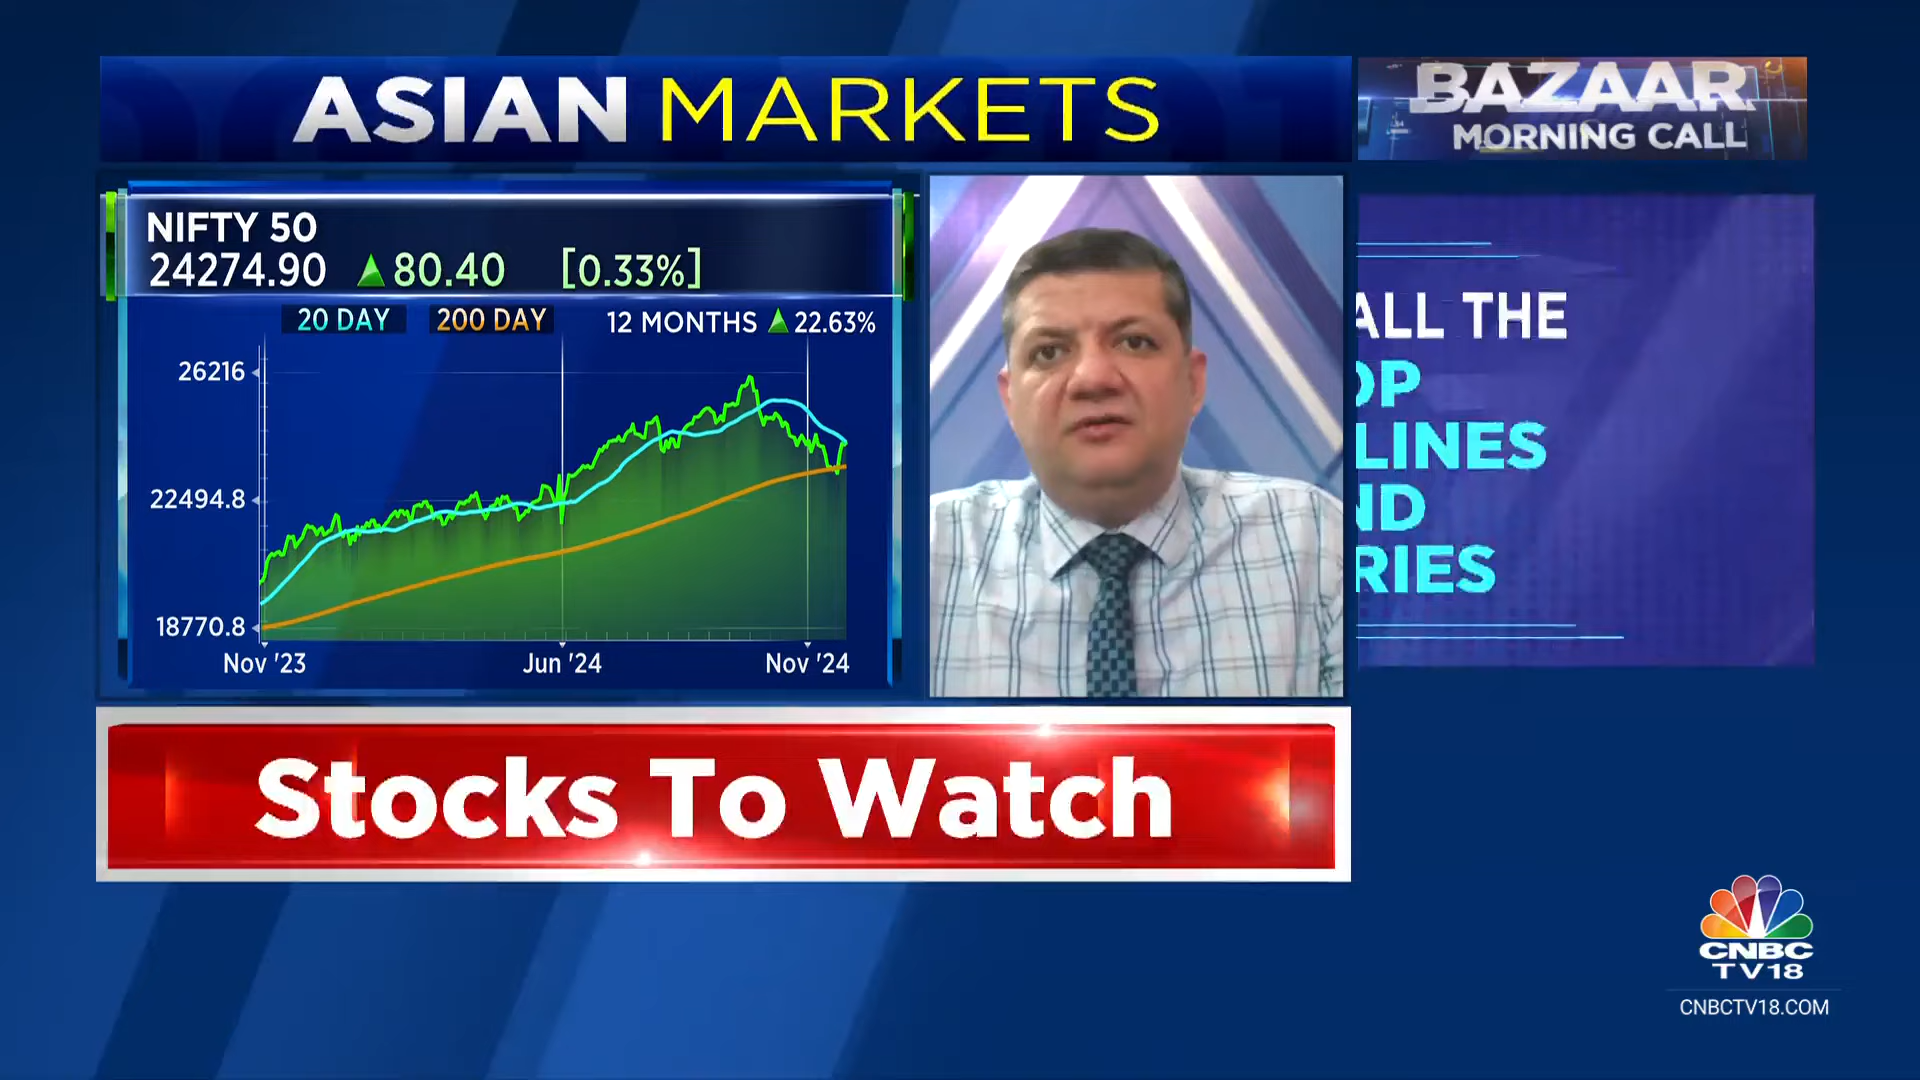 ASIAN MARKETS
BAZAAR
MORNING CALL
NIFTY 50
24274.90 ▲80.40 [0.33%]
20 DAY 200 DAY 12 MONTHS ▲22.63%
26216
22494.8
18770.8
Nov '23 Jun '24 Nov '24
ALL THE
OP
LINES
ND
RIES
Stocks To Watch
CNBC
TV18
CNBCTV18.COM